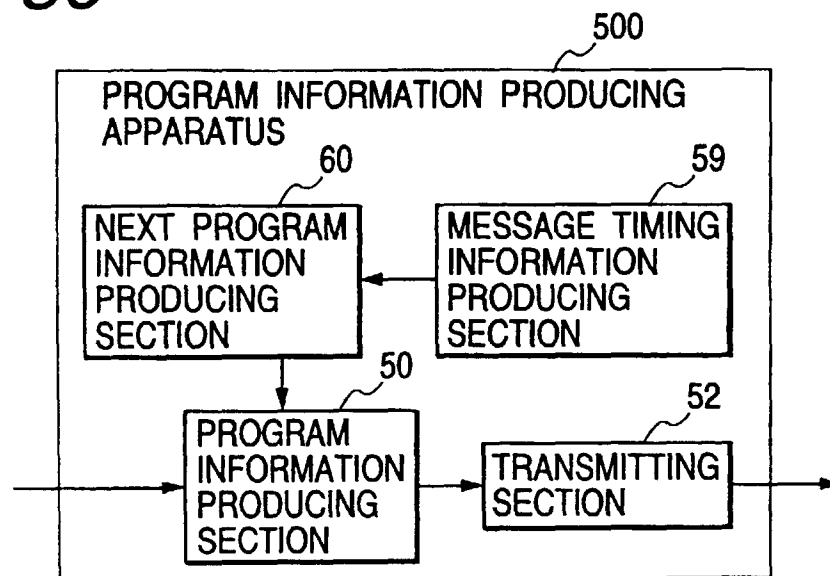 500
PROGRAM INFORMATION PRODUCING
APPARATUS
60
59
NEXT PROGRAM
INFORMATION
PRODUCING
SECTION
MESSAGE TIMING
INFORMATION
PRODUCING
SECTION
50
52
PROGRAM
INFORMATION
PRODUCING
SECTION
TRANSMITTING
SECTION